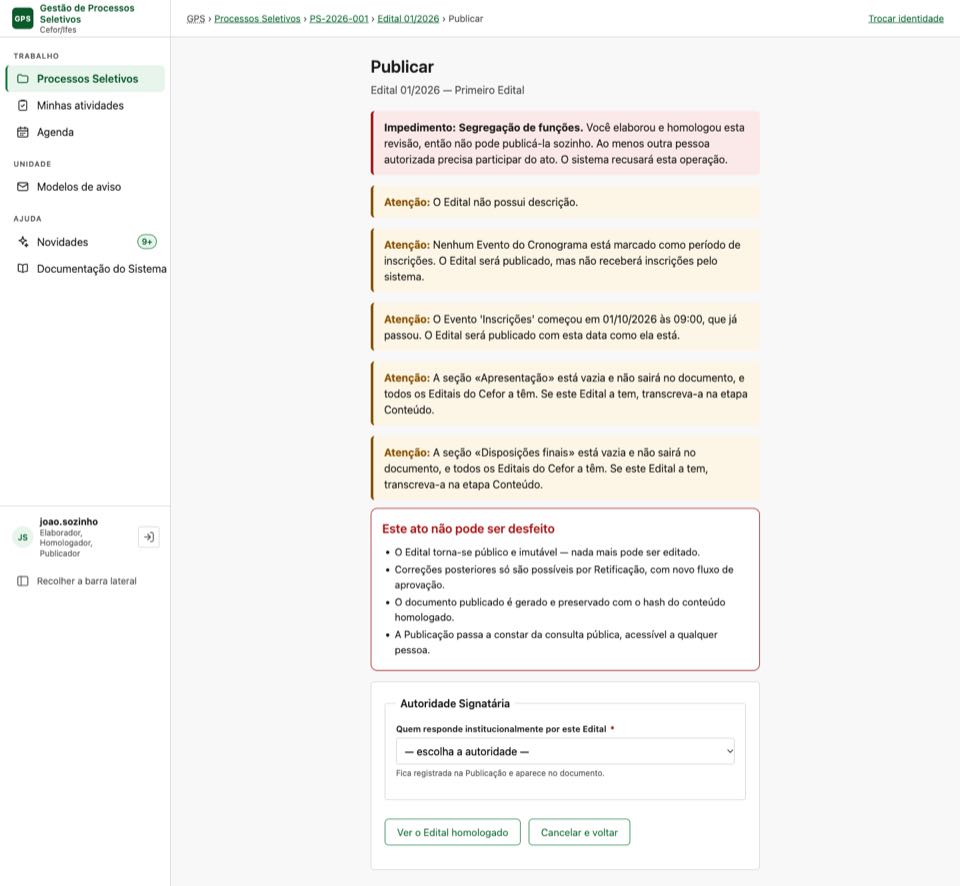 GPS
Gestão de Processos
Seletivos
Cefor/Ifes
GPS › Processos Seletivos › PS-2026-001 › Edital 01/2026 › Publicar
Trocar identidade
TRABALHO
Processos Seletivos
Minhas atividades
Agenda
UNIDADE
Modelos de aviso
AJUDA
Novidades
9+
Documentação do Sistema
JS
joao.sozinho
Elaborador,
Homologador,
Publicador
Recolher a barra lateral
Publicar
Edital 01/2026 — Primeiro Edital
Impedimento: Segregação de funções. Você elaborou e homologou esta
revisão, então não pode publicá-la sozinho. Ao menos outra pessoa
autorizada precisa participar do ato. O sistema recusará esta operação.
Atenção: O Edital não possui descrição.
Atenção: Nenhum Evento do Cronograma está marcado como período de
inscrições. O Edital será publicado, mas não receberá inscrições pelo
sistema.
Atenção: O Evento 'Inscrições' começou em 01/10/2026 às 09:00, que já
passou. O Edital será publicado com esta data como ela está.
Atenção: A seção «Apresentação» está vazia e não sairá no documento, e
todos os Editais do Cefor a têm. Se este Edital a tem, transcreva-a na etapa
Conteúdo.
Atenção: A seção «Disposições finais» está vazia e não sairá no
documento, e todos os Editais do Cefor a têm. Se este Edital a tem,
transcreva-a na etapa Conteúdo.
Este ato não pode ser desfeito
• O Edital torna-se público e imutável — nada mais pode ser editado.
• Correções posteriores só são possíveis por Retificação, com novo fluxo de
aprovação.
• O documento publicado é gerado e preservado com o hash do conteúdo
homologado.
• A Publicação passa a constar da consulta pública, acessível a qualquer
pessoa.
Autoridade Signatária
Quem responde institucionalmente por este Edital *
— escolha a autoridade —
Fica registrada na Publicação e aparece no documento.
Ver o Edital homologado
Cancelar e voltar